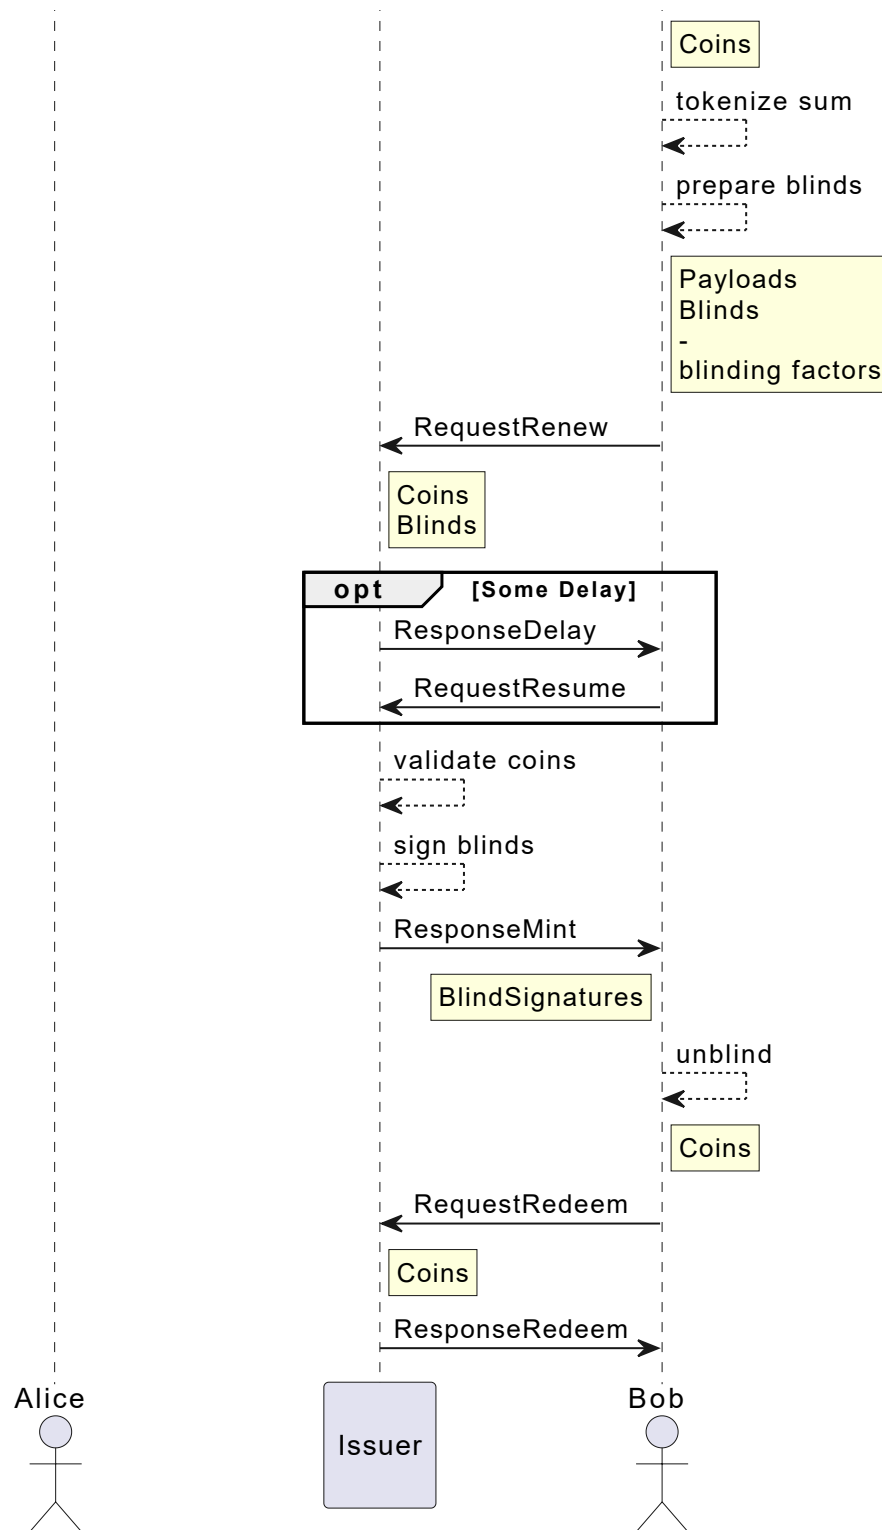 Coins
tokenize sum
prepare blinds
Payloads
Blinds
-
blinding factors
RequestRenew
Coins
Blinds
opt [Some Delay]
ResponseDelay
RequestResume
validate coins
sign blinds
ResponseMint
BlindSignatures
unblind
Coins
RequestRedeem
Coins
ResponseRedeem
Alice
Issuer
Bob